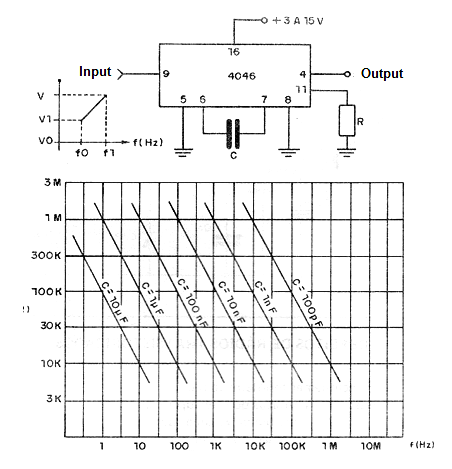 +3 A 15 V
16
Input 9 4046 4 Output
11
5 6 7 8
C
R
V
V1
V0
f0 f1 f(Hz)
3M
1M
300K
100K
30K
10K
3K
C=10µF
C=1µF
C=100nF
C=10nF
C=1nF
C=100pF
1 10 100 1K 10K 100K 1M 10M f(Hz)